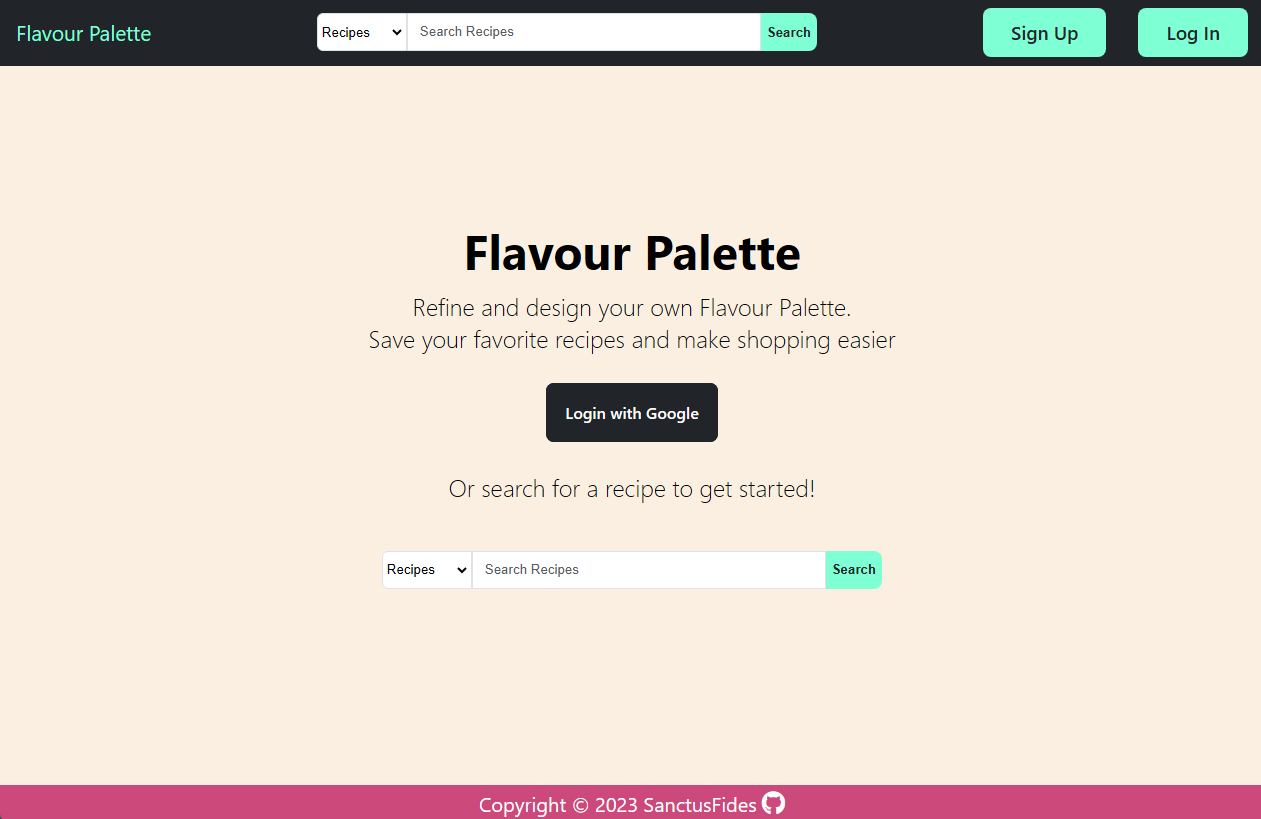 Flavour Palette
Recipes
Search Recipes
Search
Sign Up
Log In
Flavour Palette
Refine and design your own Flavour Palette.
Save your favorite recipes and make shopping easier
Login with Google
Or search for a recipe to get started!
Recipes
Search Recipes
Search
Copyright © 2023 SanctusFides